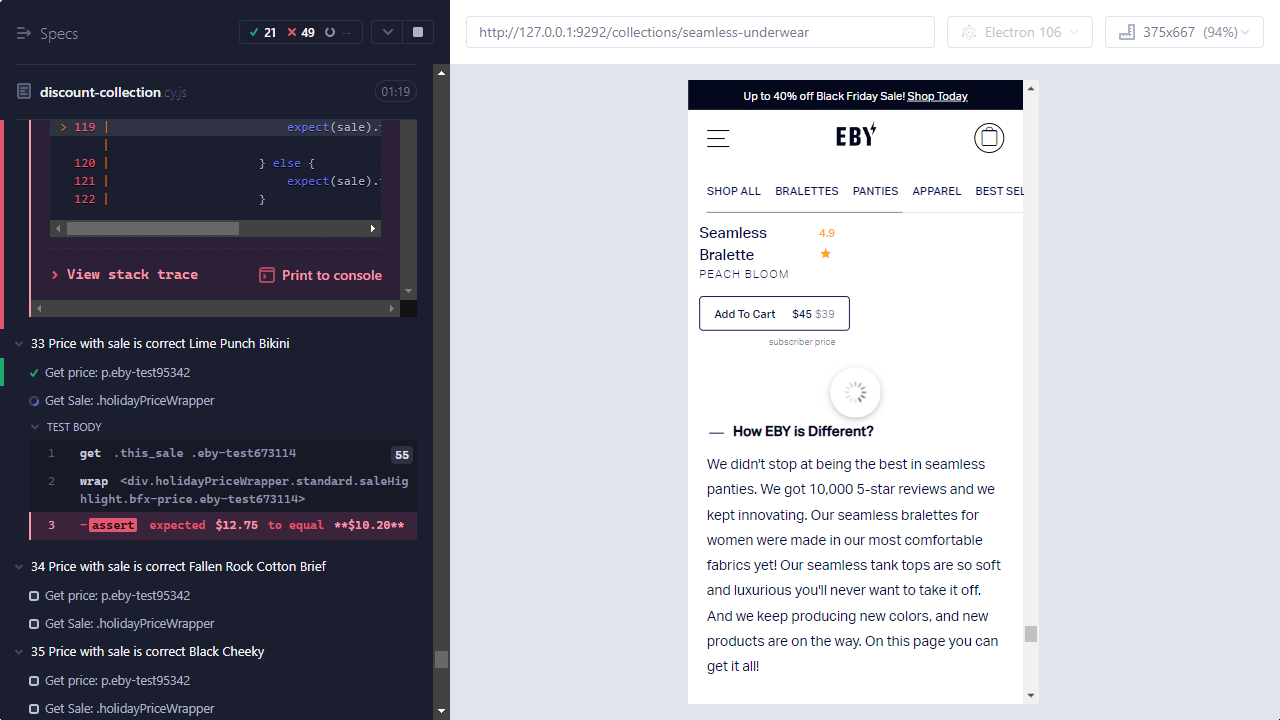 Specs
21 49 --
discount-collection.cy.js 01:19
> 119 | expect(sale).
|
120 | } else {
121 | expect(sale).
122 | }
View stack trace Print to console
33 Price with sale is correct Lime Punch Bikini
Get price: p.eby-test95342
Get Sale: .holidayPriceWrapper
TEST BODY
1 get .this_sale .eby-test673114 55
2 wrap <div.holidayPriceWrapper.standard.saleHig
hlight.bfx-price.eby-test673114>
3 -assert expected $12.75 to equal **$10.20**
34 Price with sale is correct Fallen Rock Cotton Brief
Get price: p.eby-test95342
Get Sale: .holidayPriceWrapper
35 Price with sale is correct Black Cheeky
Get price: p.eby-test95342
Get Sale: .holidayPriceWrapper
http://127.0.0.1:9292/collections/seamless-underwear
Electron 106
375x667 (94%)
Up to 40% off Black Friday Sale! Shop Today
EBY
SHOP ALL BRALETTES PANTIES APPAREL BEST SEL
Seamless 4.9
Bralette
PEACH BLOOM
Add To Cart $45 $39
subscriber price
How EBY is Different?
We didn't stop at being the best in seamless
panties. We got 10,000 5-star reviews and we
kept innovating. Our seamless bralettes for
women were made in our most comfortable
fabrics yet! Our seamless tank tops are so soft
and luxurious you'll never want to take it off.
And we keep producing new colors, and new
products are on the way. On this page you can
get it all!